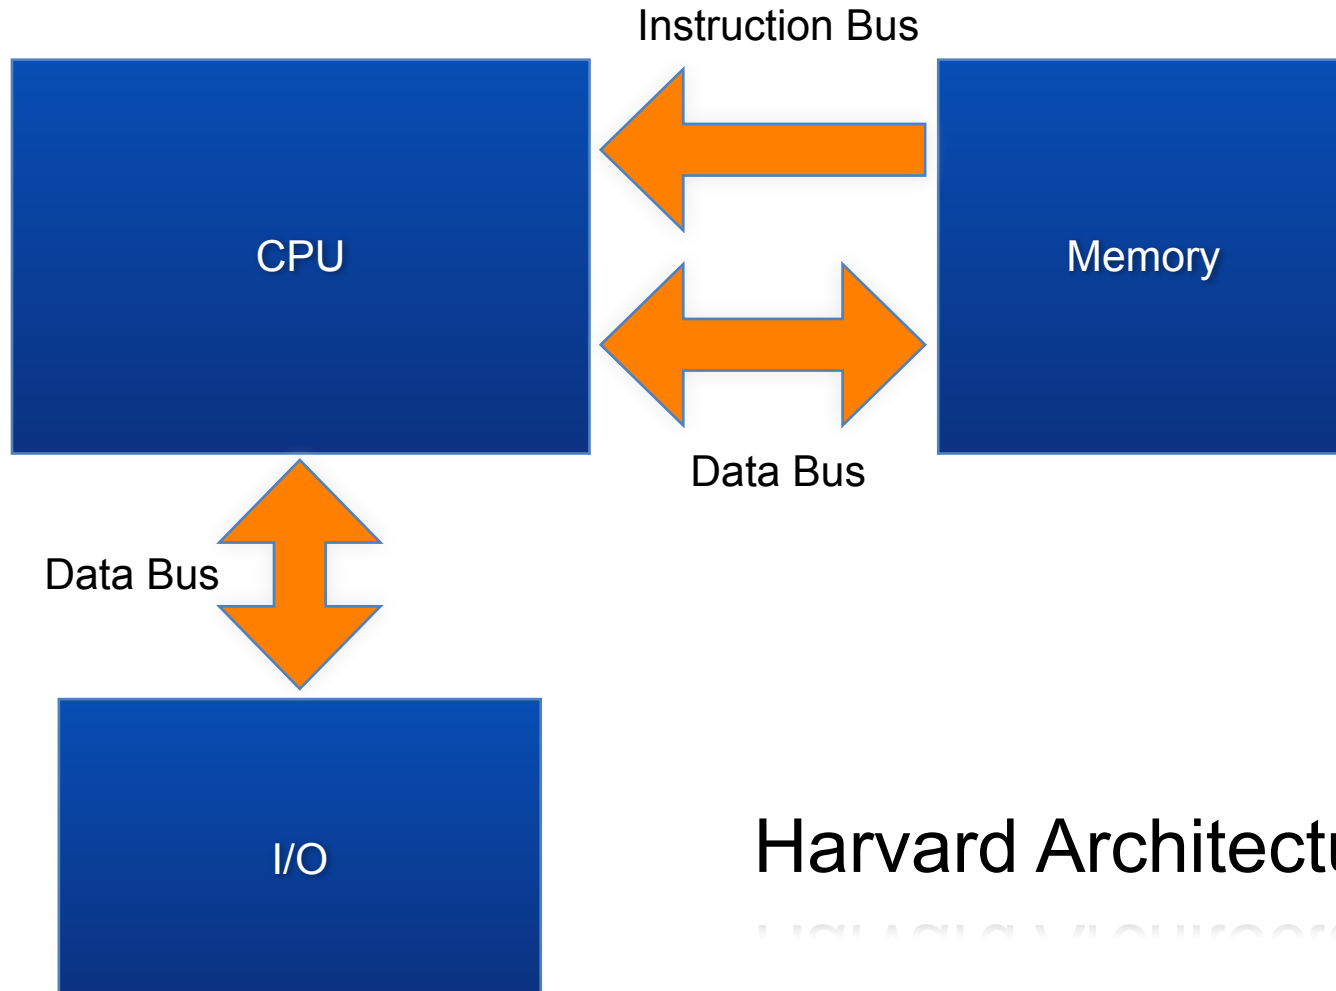 Instruction Bus
CPU
Memory
Data Bus
Data Bus
I/O
Harvard Architectu